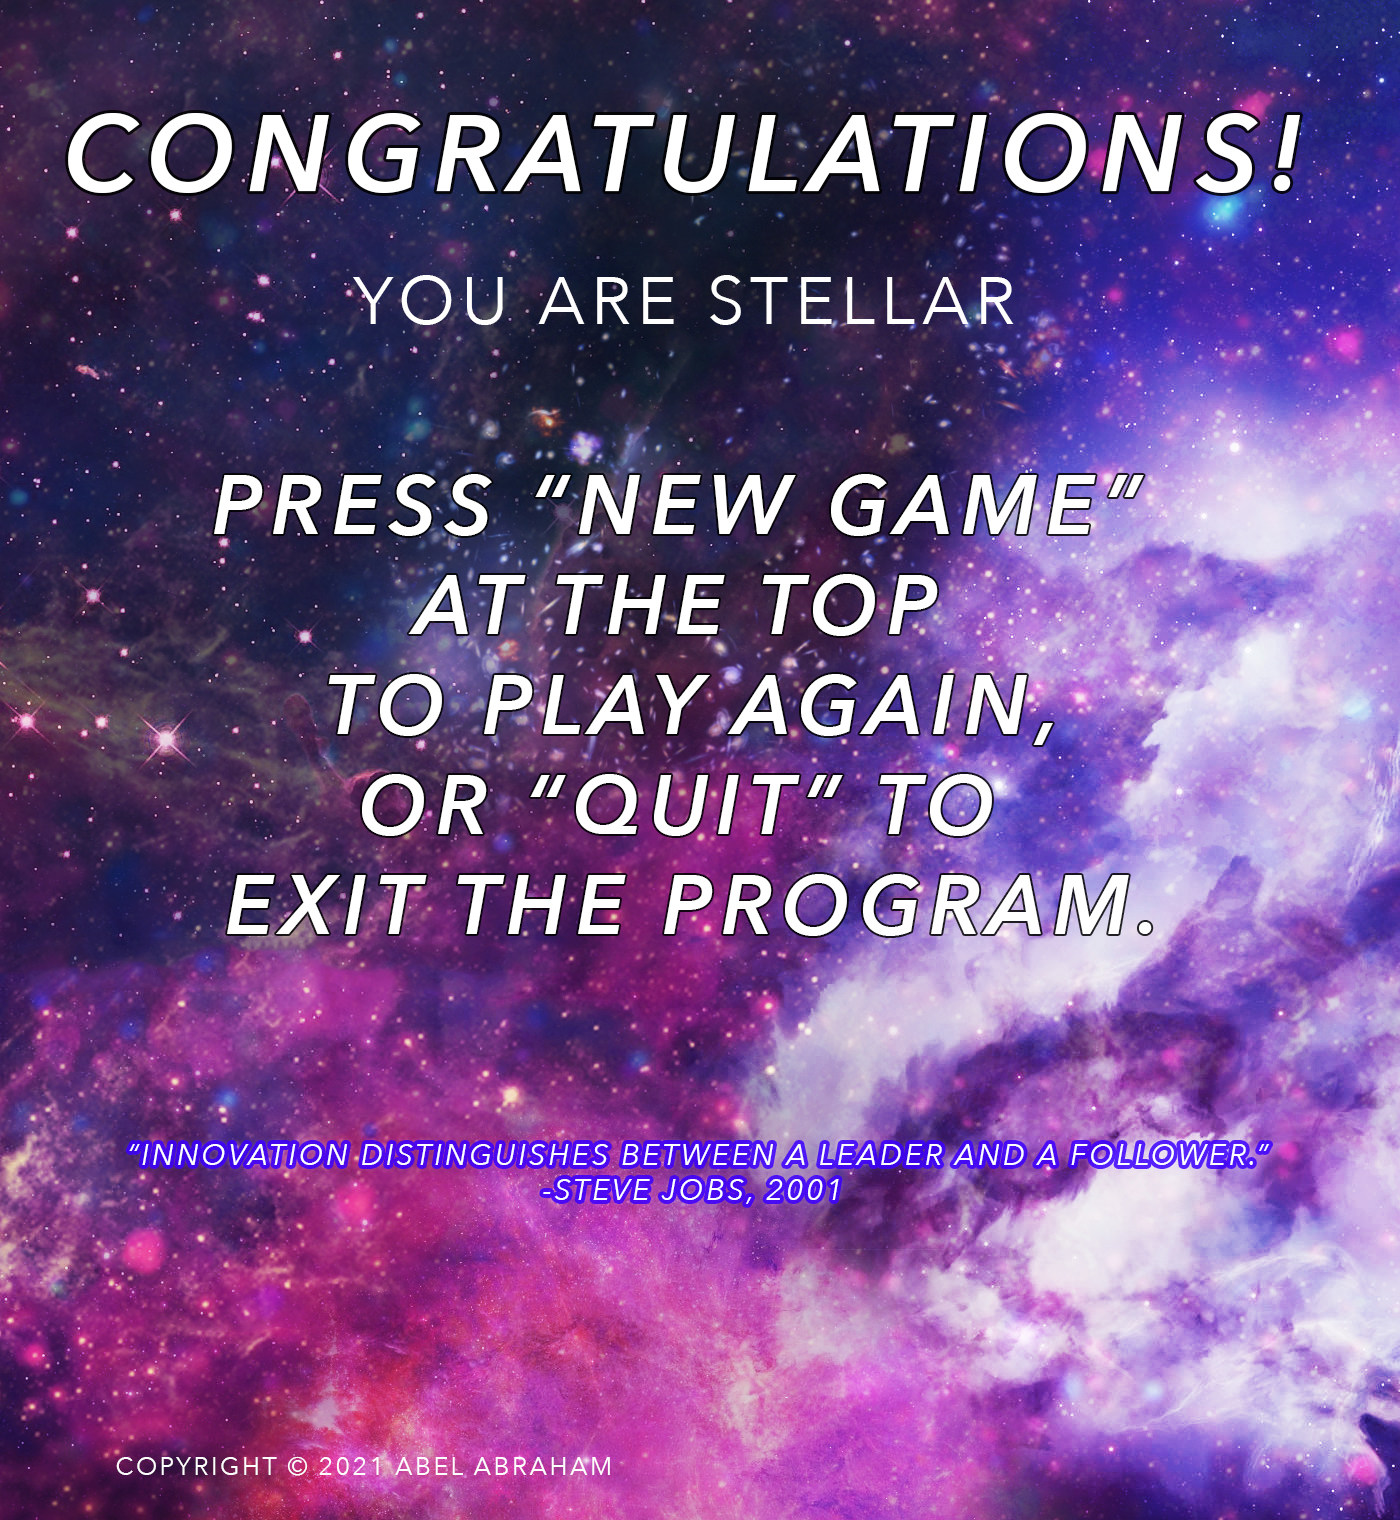 CONGRATULATIONS!
YOU ARE STELLAR
PRESS “NEW GAME”
AT THE TOP
TO PLAY AGAIN,
OR “QUIT” TO
EXIT THE PROGRAM.
“INNOVATION DISTINGUISHES BETWEEN A LEADER AND A FOLLOWER.”
-STEVE JOBS, 2001
COPYRIGHT © 2021 ABEL ABRAHAM